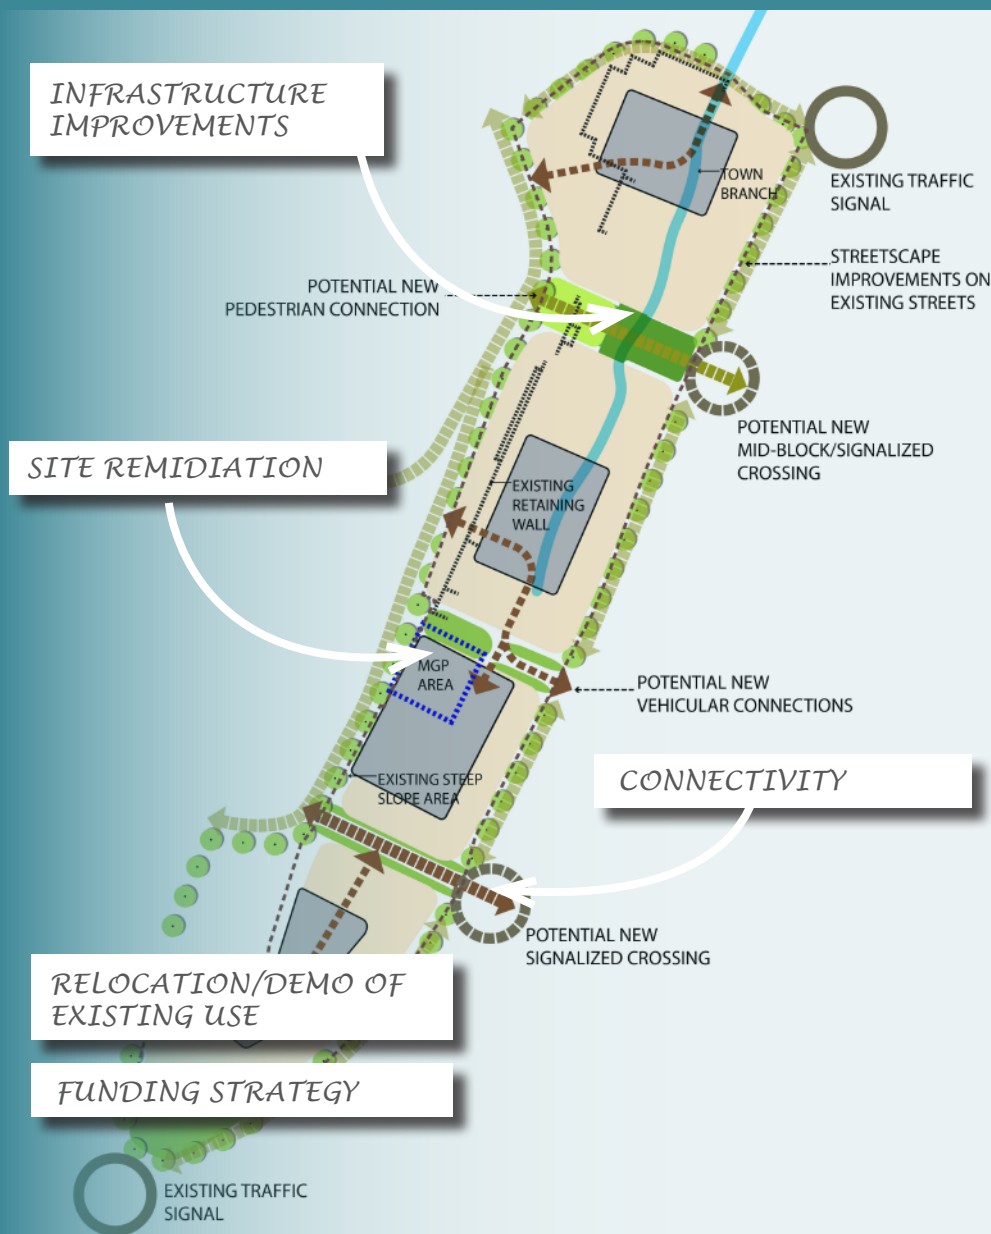 INFRASTRUCTURE
IMPROVEMENTS
TOWN
BRANCH
EXISTING TRAFFIC
SIGNAL
STREETSCAPE
IMPROVEMENTS ON
EXISTING STREETS
POTENTIAL NEW
PEDESTRIAN CONNECTION
POTENTIAL NEW
MID-BLOCK/SIGNALIZED
CROSSING
SITE REMIDIATION
EXISTING
RETAINING
WALL
MGP
AREA
POTENTIAL NEW
VEHICULAR CONNECTIONS
EXISTING STEEP
SLOPE AREA
CONNECTIVITY
POTENTIAL NEW
SIGNALIZED CROSSING
RELOCATION/DEMO OF
EXISTING USE
FUNDING STRATEGY
EXISTING TRAFFIC
SIGNAL